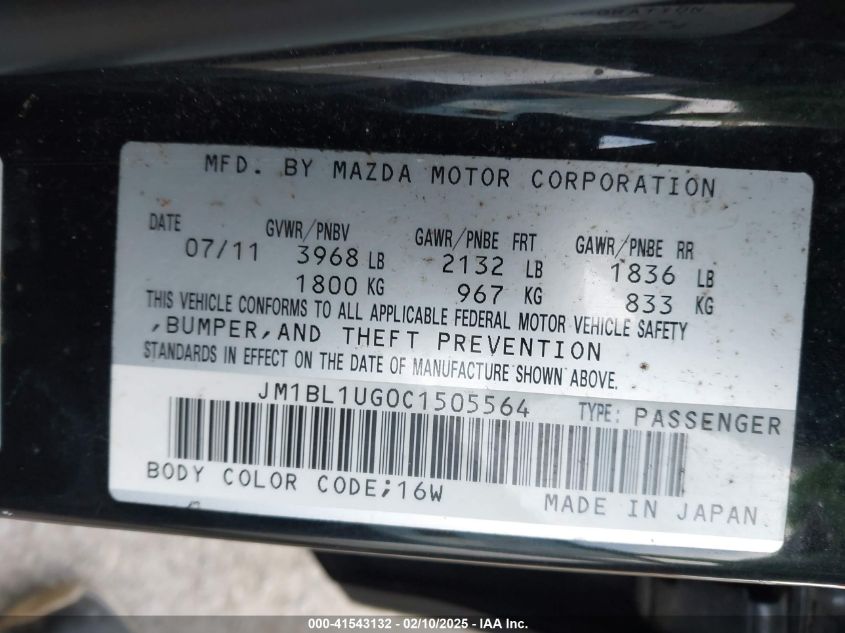 MFD. BY MAZDA MOTOR CORPORATION
DATE GVWR/PNBV GAWR/PNBE FRT GAWR/PNBE RR
07/11 3968 LB 2132 LB 1836 LB
1800 KG 967 KG 833 KG
THIS VEHICLE CONFORMS TO ALL APPLICABLE FEDERAL MOTOR VEHICLE SAFETY
,BUMPER,AND THEFT PREVENTION
STANDARDS IN EFFECT ON THE DATE OF MANUFACTURE SHOWN ABOVE.
JM1BL1UG0C1505564 TYPE: PASSENGER
BODY COLOR CODE;16W MADE IN JAPAN
000-41543132 - 02/10/2025 - IAA Inc.